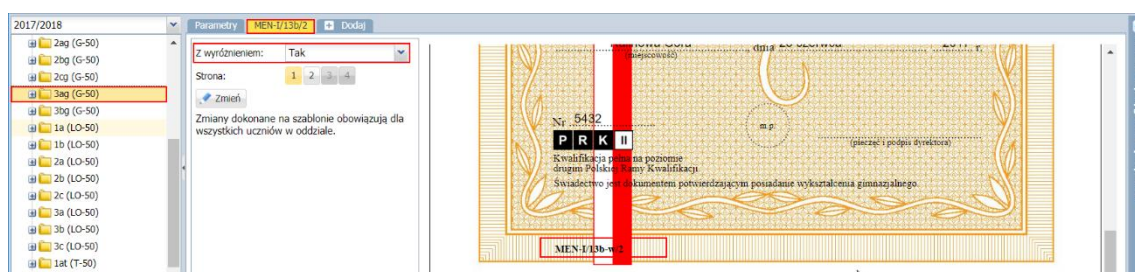 2017/2018
2ag (G-50)
2bg (G-50)
2cg (G-50)
3ag (G-50)
3bg (G-50)
1a (LO-50)
1b (LO-50)
2a (LO-50)
2b (LO-50)
2c (LO-50)
3a (LO-50)
3b (LO-50)
3c (LO-50)
1at (T-50)
Parametry MEN-I/13b/2 Dodaj
Z wyróżnieniem: Tak
Strona: 1 2 3 4
Zmień
Zmiany dokonane na szablonie obowiązują dla
wszystkich uczniów w oddziale.
dnia r.
(miejscowość)
Nr 5432
m.p.
P R K II
(pieczęć i podpis dyrektora)
Kwalifikacja pełna na poziomie
drugim Polskiej Ramy Kwalifikacji
Świadectwo jest dokumentem potwierdzającym posiadanie wykształcenia gimnazjalnego.
MEN-I/13b-w/2